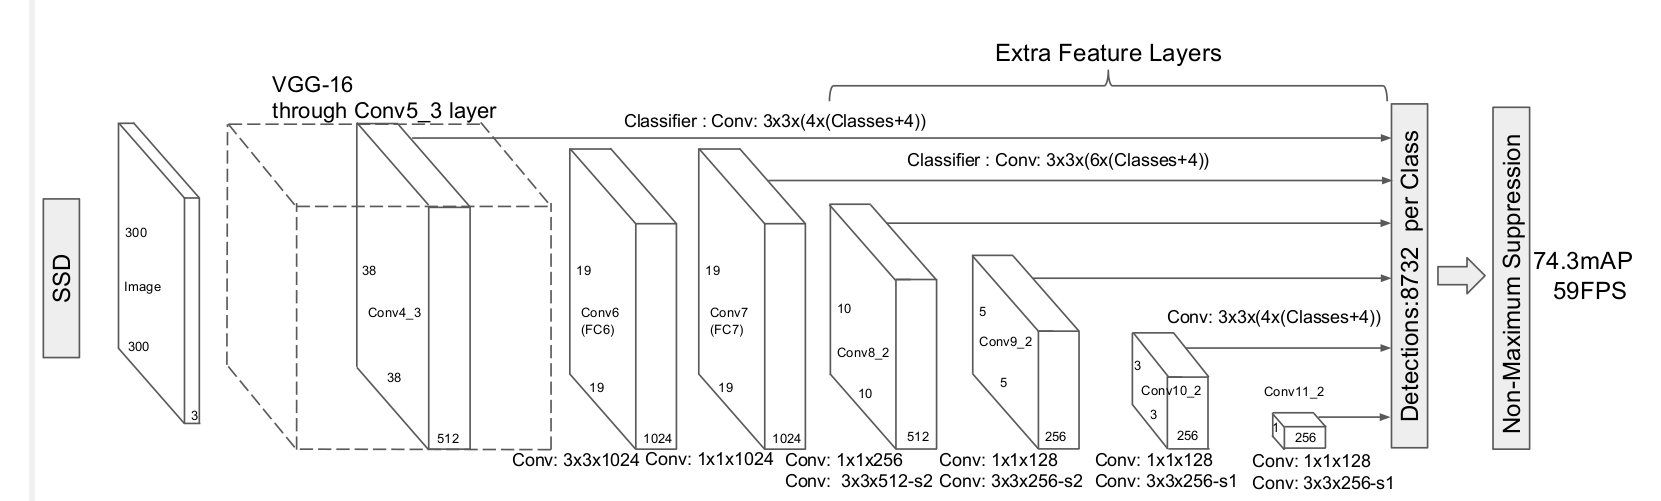 Extra Feature Layers
VGG-16
through Conv5_3 layer
Classifier : Conv: 3x3x(4x(Classes+4))
Classifier : Conv: 3x3x(6x(Classes+4))
SSD
300
Image
300
3
38
Conv4_3
38
512
19
Conv6
(FC6)
19
1024
19
Conv7
(FC7)
19
1024
10
Conv8_2
10
512
5
Conv9_2
5
256
Conv: 3x3x(4x(Classes+4))
3
Conv10_2
3
256
Conv11_2
1
256
Detections:8732 per Class
Non-Maximum Suppression
74.3mAP
59FPS
Conv: 3x3x1024
Conv: 1x1x1024
Conv: 1x1x256
Conv: 3x3x512-s2
Conv: 1x1x128
Conv: 3x3x256-s2
Conv: 1x1x128
Conv: 3x3x256-s1
Conv: 1x1x128
Conv: 3x3x256-s1